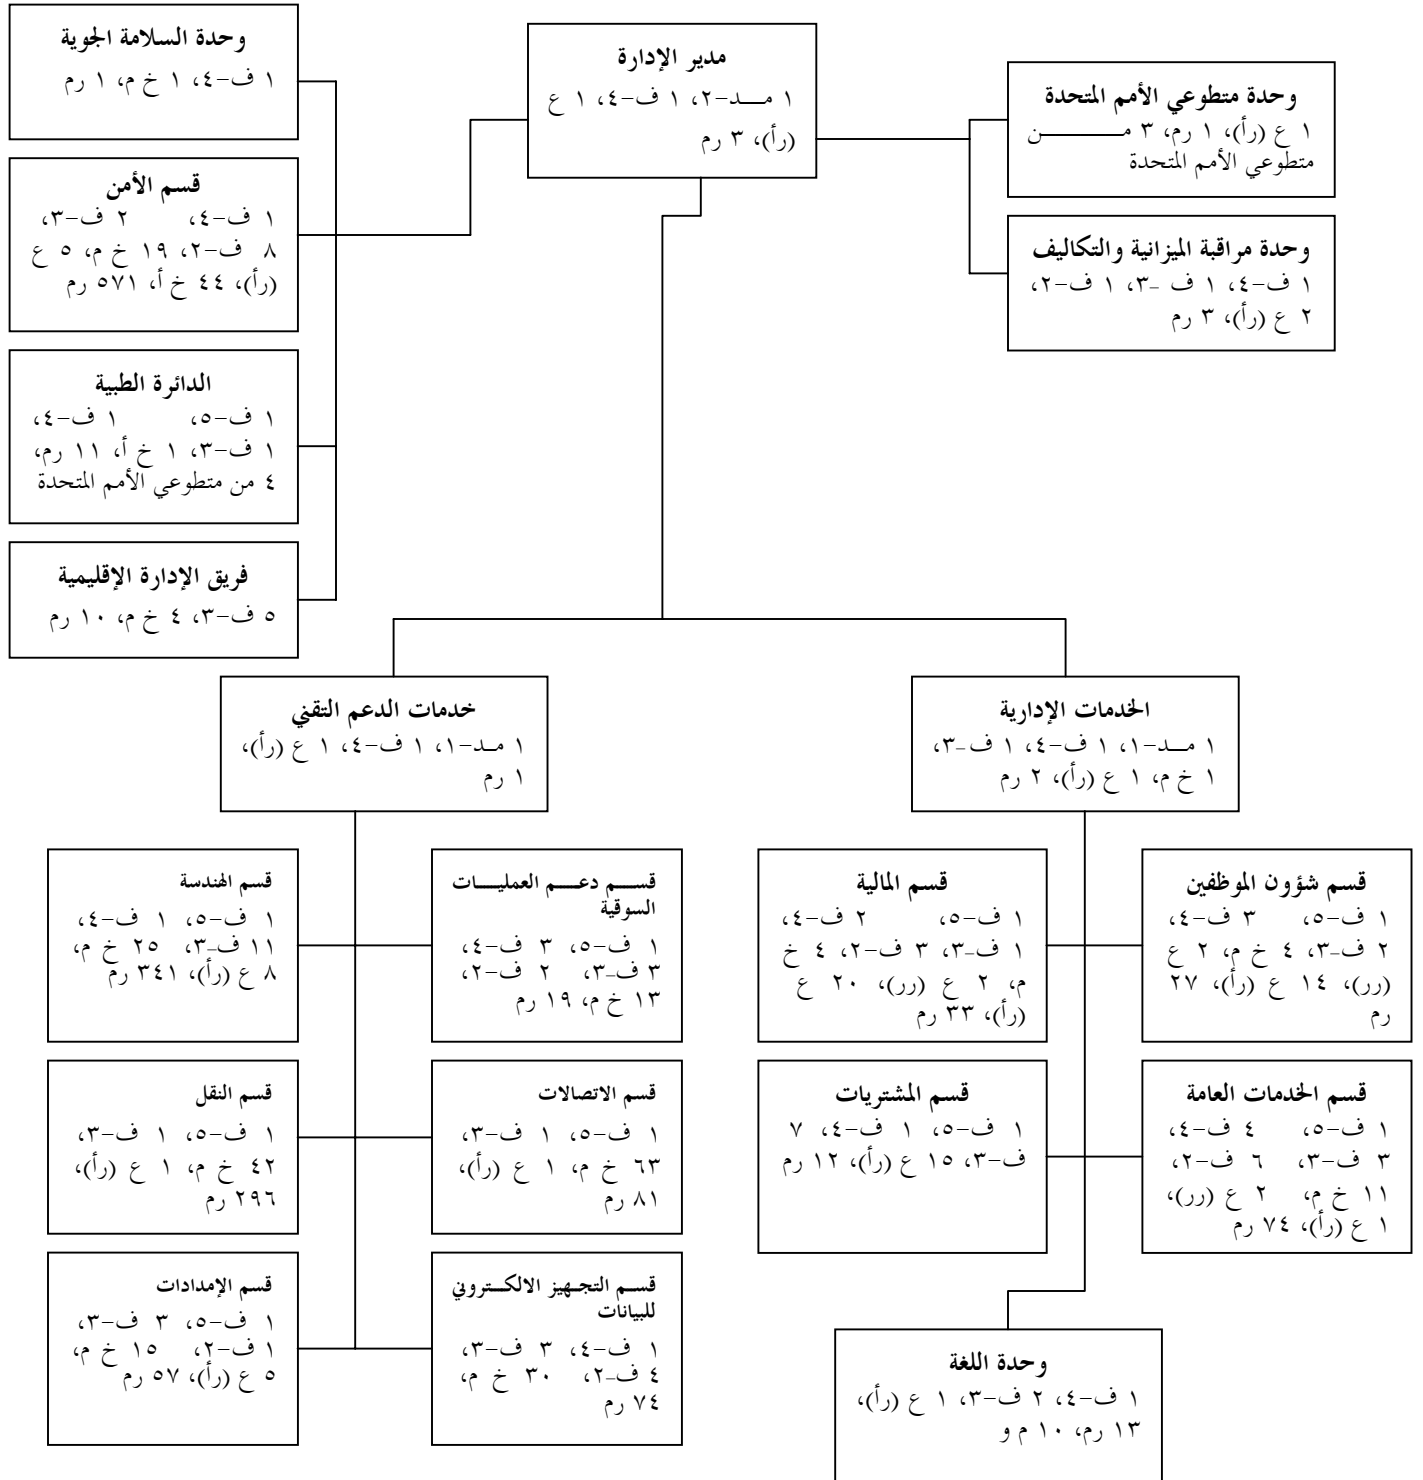 مدير الإدارة
١ مــد-٢، ١ ف-٤، ١ ع
(رأ)، ٣ رم
وحدة السلامة الجوية
١ ف-٤، ١ خ م، ١ رم
قسم الأمن
١ ف-٤، ٢ ف-٣،
٨ ف-٢، ١٩ خ م، ٥ ع
(رأ)، ٤٤ خ أ، ٥٧١ رم
الدائرة الطبية
١ ف-٥، ١ ف-٤،
١ ف-٣، ١ خ أ، ١١ رم،
٤ من متطوعي الأمم المتحدة
فريق الإدارة الإقليمية
٥ ف-٣، ٤ خ م، ١٠ رم
وحدة متطوعي الأمم المتحدة
١ ع (رأ)، ١ رم، ٣ مــــــن
متطوعي الأمم المتحدة
وحدة مراقبة الميزانية والتكاليف
١ ف-٤، ١ ف -٣، ١ ف-٢،
٢ ع (رأ)، ٣ رم
الخدمات الإدارية
١ مــد-١، ١ ف-٤، ١ ف-٣،
١ خ م، ١ ع (رأ)، ٢ رم
قسم شؤون الموظفين
١ ف-٥، ٣ ف-٤،
٢ ف-٣، ٤ خ م، ٢ ع
(رر)، ١٤ ع (رأ)، ٢٧
رم
قسم المالية
١ ف-٥، ٢ ف-٤،
١ ف-٣، ٣ ف-٢، ٤ خ
م، ٢ ع (رر)، ٢٠ ع
(رأ)، ٣٣ رم
قسم الخدمات العامة
١ ف-٥، ٤ ف-٤،
٣ ف-٣، ٦ ف-٢،
١١ خ م، ٢ ع (رر)،
١ ع (رأ)، ٧٤ رم
قسم المشتريات
١ ف-٥، ١ ف-٤، ٧
ف-٣، ١٥ ع (رأ)، ١٢ رم
وحدة اللغة
١ ف-٤، ٢ ف-٣، ١ ع (رأ)،
١٣ رم، ١٠ م و
خدمات الدعم التقني
١ مــد-١، ١ ف-٤، ١ ع (رأ)،
١ رم
قســم دعــم العمليــات
السوقية
١ ف-٥، ٣ ف-٤،
٣ ف-٣، ٢ ف-٢،
١٣ خ م، ١٩ رم
قسم الهندسة
١ ف-٥، ١ ف-٤،
١١ ف-٣، ٢٥ خ م،
٨ ع (رأ)، ٣٤١ رم
قسم الاتصالات
١ ف-٥، ١ ف-٣،
٦٣ خ م، ١ ع (رأ)،
٨١ رم
قسم النقل
١ ف-٥، ١ ف-٣،
٤٢ خ م، ١ ع (رأ)،
٢٩٦ رم
قســم التجـهيز الالكـتروني
للبيانات
١ ف-٤، ٣ ف-٣،
٤ ف-٢، ٣٠ خ م،
٧٤ رم
قسم الإمدادات
١ ف-٥، ٣ ف-٣،
١ ف-٢، ١٥ خ م،
٥ ع (رأ)، ٥٧ رم